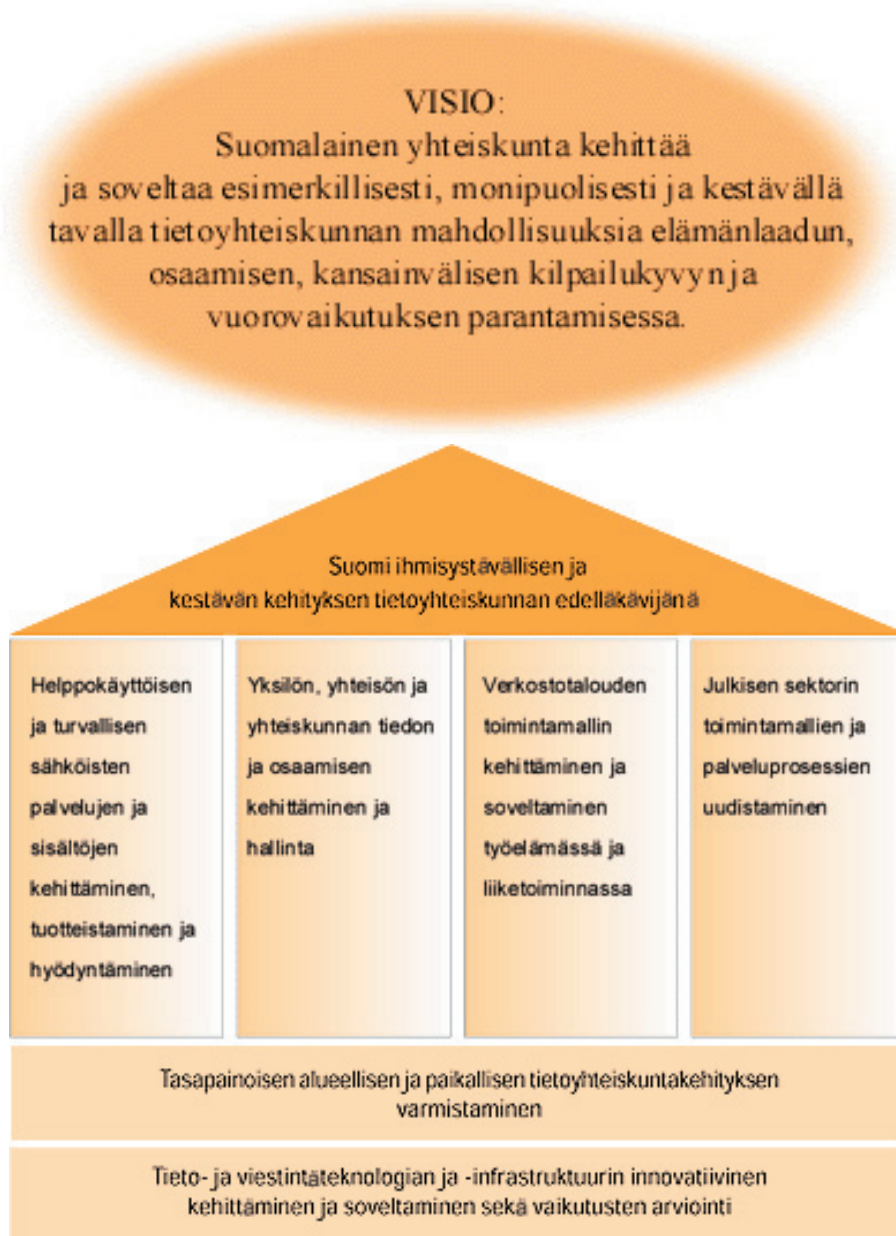 VISIO:
Suomalainen yhteiskunta kehittää
ja soveltaa esimerkillisesti, monipuolisesti ja kestävällä
tavalla tietoyhteiskunnan mahdollisuuksia elämänlaadun,
osaamisen, kansainvälisen kilpailukyvyn ja
vuorovaikutuksen parantamisessa.
Suomi ihmisystävällisen ja
kestävän kehityksen tietoyhteiskunnan edelläkävijänä
Helppokäyttöisen
ja turvallisen
sähköisten
palvelujen ja
sisältöjen
kehittäminen,
tuotteistaminen ja
hyödyntäminen
Yksilön, yhteisön ja
yhteiskunnan tiedon
ja osaamisen
kehittäminen ja
hallinta
Verkostotalouden
toimintamallin
kehittäminen ja
soveltaminen
työelämässä ja
liiketoiminnassa
Julkisen sektorin
toimintamallien ja
palveluprosessien
uudistaminen
Tasapainoisen alueellisen ja paikallisen tietoyhteiskuntakehityksen
varmistaminen
Tieto- ja viestintäteknologian ja -infrastruktuurin innovatiivinen
kehittäminen ja soveltaminen sekä vaikutusten arviointi